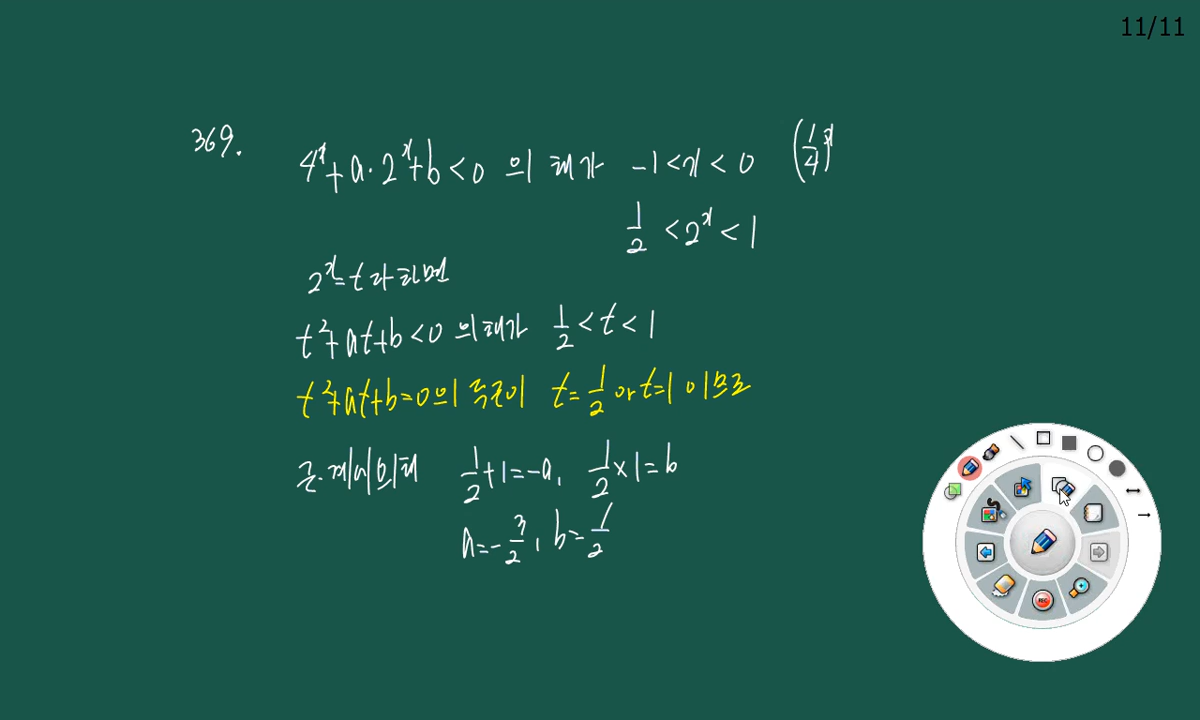 11/11
369.
4^x + a·2^x + b < 0 의 해가 -1 < x < 0 (1/4)^x
1/2 < 2^x < 1
2^x = t 라 하면
t² + at + b < 0 의 해가 1/2 < t < 1
t² + at + b = 0 의 두근이 t = 1/2 or t = 1 이므로
근·계에의해 1/2 + 1 = -a, 1/2 × 1 = b
a = -3/2, b = 1/2
REC